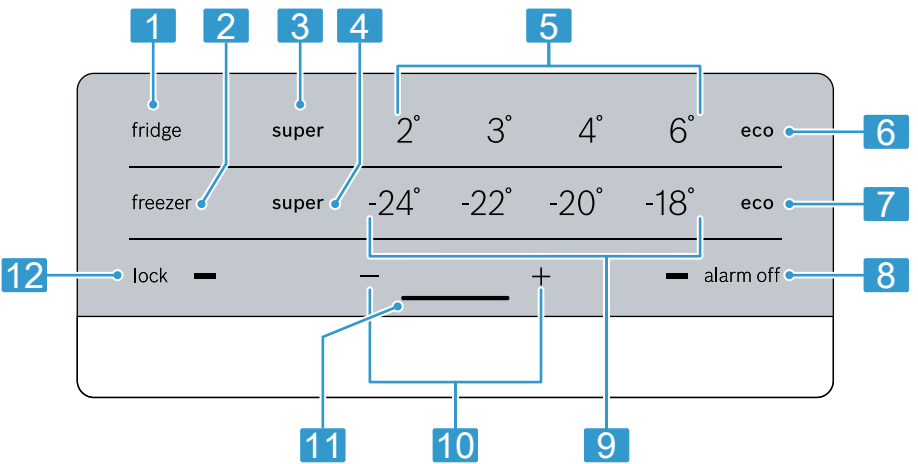 1 2 3 4 5
fridge super 2° 3° 4° 6° eco 6
freezer super -24° -22° -20° -18° eco 7
12 lock − + alarm off 8
11 10 9